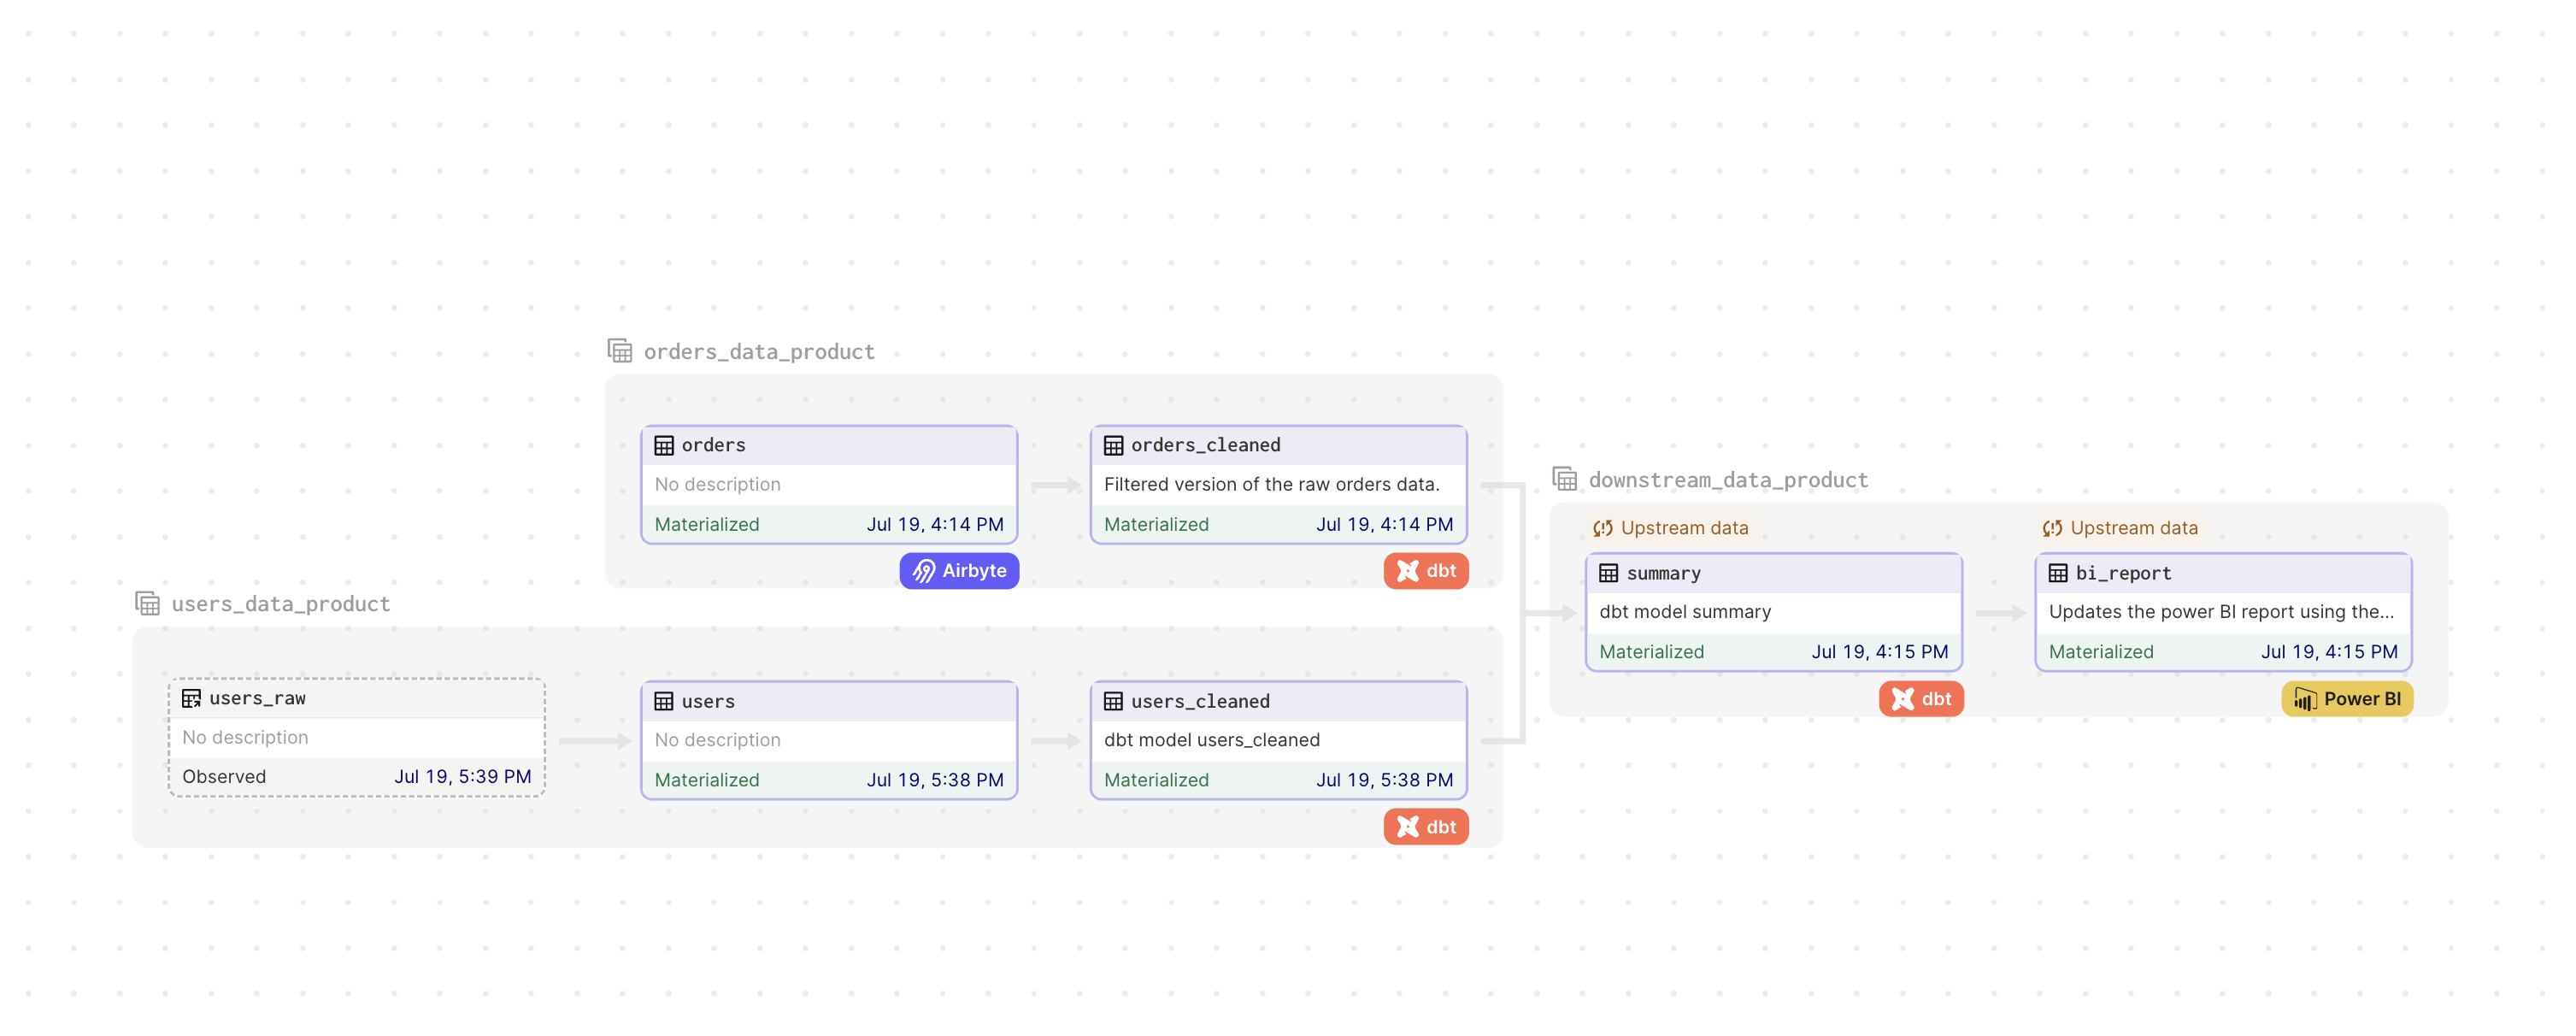 orders_data_product
orders
No description
Materialized Jul 19, 4:14 PM
Airbyte
orders_cleaned
Filtered version of the raw orders data.
Materialized Jul 19, 4:14 PM
dbt
users_data_product
users_raw
No description
Observed Jul 19, 5:39 PM
users
No description
Materialized Jul 19, 5:38 PM
users_cleaned
dbt model users_cleaned
Materialized Jul 19, 5:38 PM
dbt
downstream_data_product
Upstream data
summary
dbt model summary
Materialized Jul 19, 4:15 PM
dbt
Upstream data
bi_report
Updates the power BI report using the...
Materialized Jul 19, 4:15 PM
Power BI